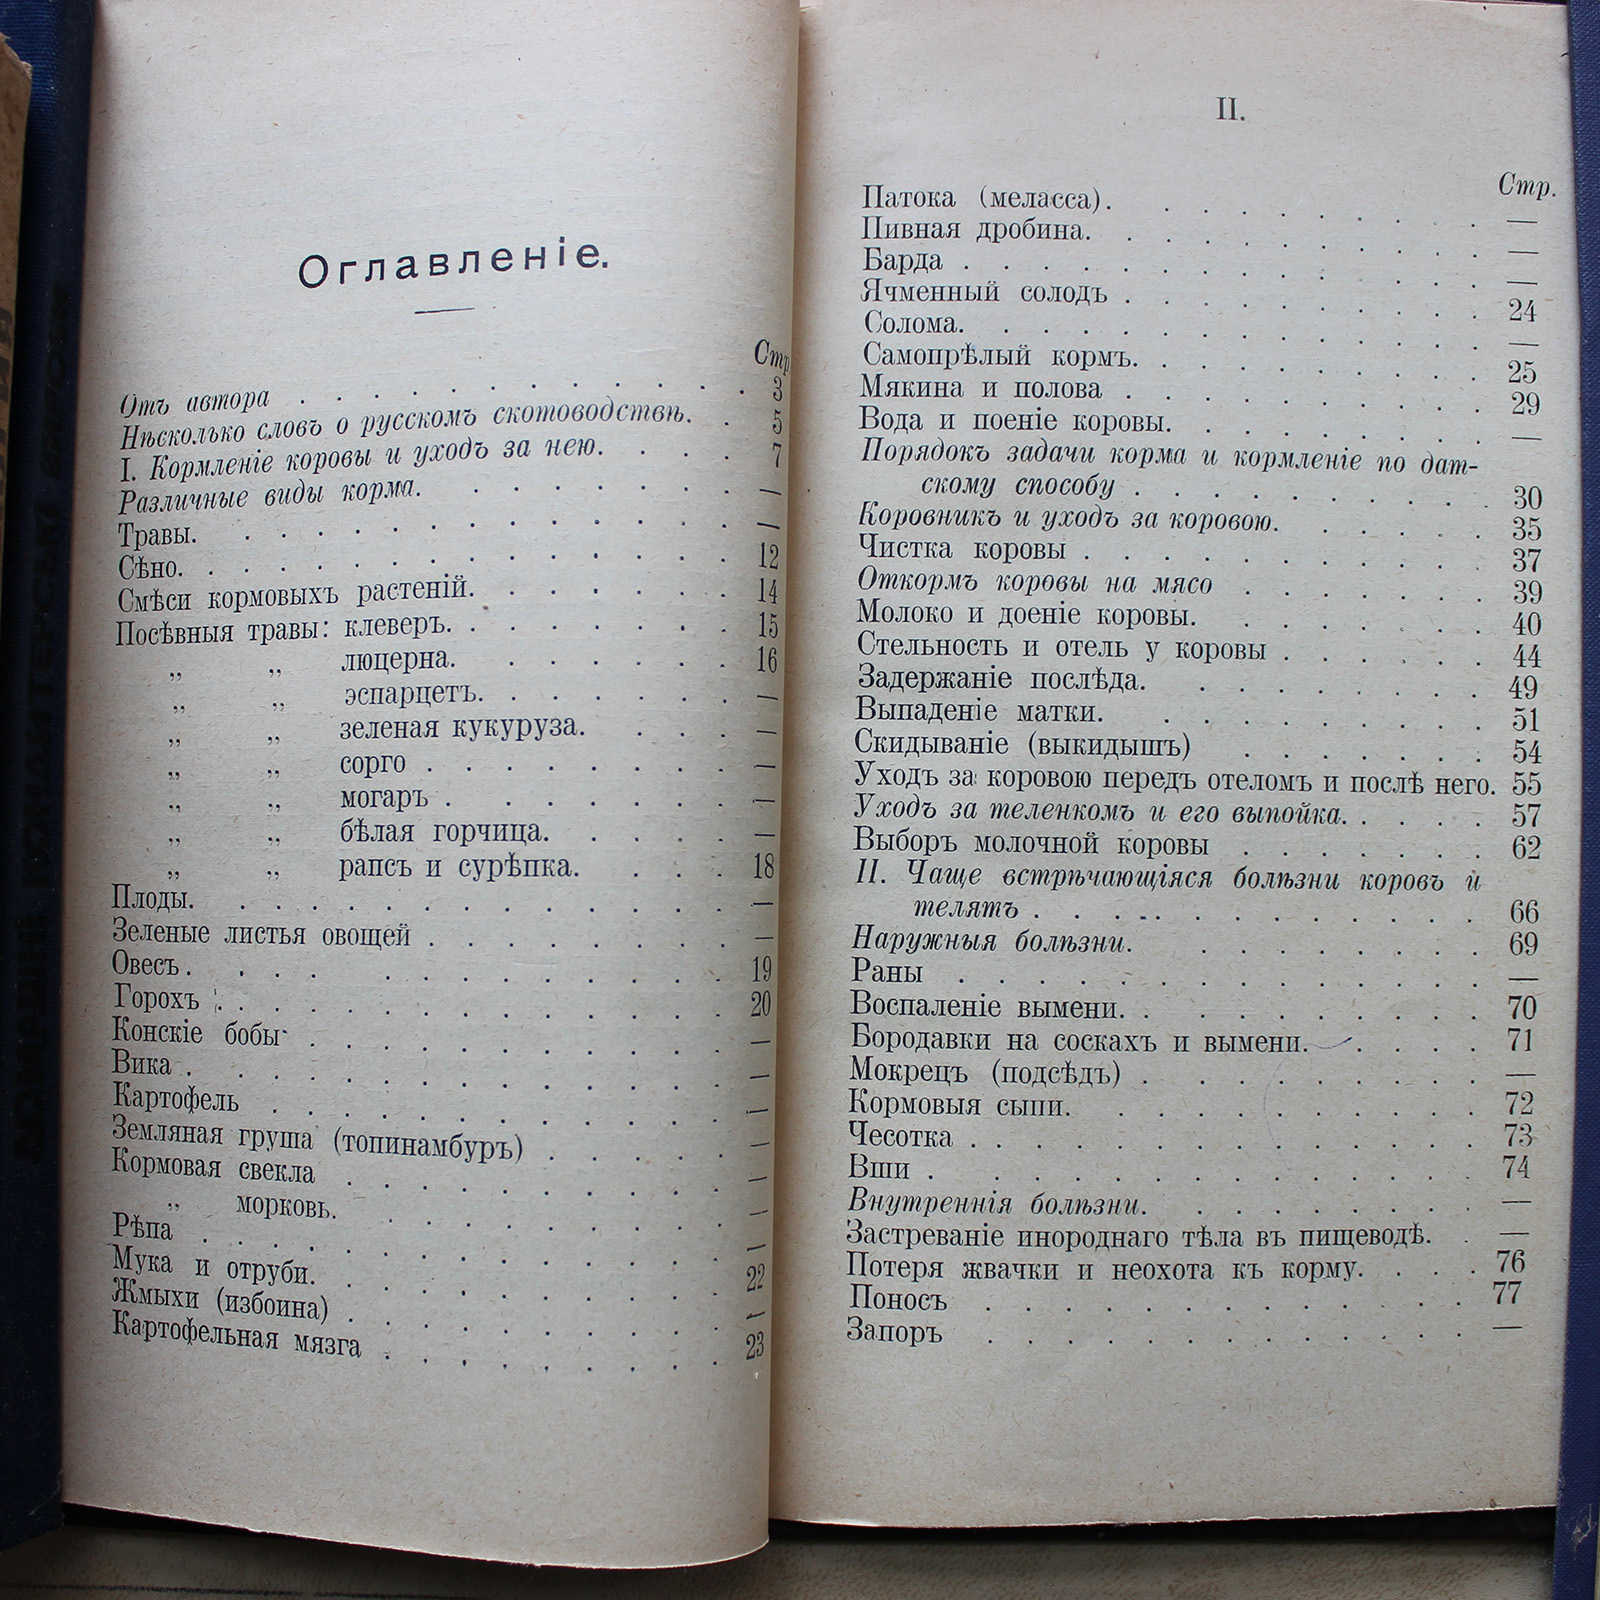 Оглавленіе.
Стр
Отъ автора . . . . . . . . . . . 3
Нѣсколько словъ о русскомъ скотоводствѣ. . 5
I. Кормленіе коровы и уходъ за нею. . . . 7
Различные виды корма. . . . . . . . —
Травы. . . . . . . . . . . . . —
Сѣно. . . . . . . . . . . . . . 12
Смѣси кормовыхъ растеній. . . . . . . 14
Посѣвныя травы: клеверъ. . . . . . . 15
„ „ люцерна. . . . . . . 16
„ „ эспарцетъ. . . . . . —
„ „ зеленая кукуруза. . . . —
„ „ сорго . . . . . . . . —
„ „ могаръ . . . . . . . —
„ „ бѣлая горчица. . . . . —
„ „ рапсъ и сурѣпка. . . . 18
Плоды. . . . . . . . . . . . . —
Зеленые листья овощей . . . . . . . . —
Овесъ. . . . . . . . . . . . . 19
Горохъ . . . . . . . . . . . . . 20
Конскіе бобы . . . . . . . . . . . —
Вика . . . . . . . . . . . . . . —
Картофель . . . . . . . . . . . . —
Земляная груша (топинамбуръ) . . . . . —
Кормовая свекла . . . . . . . . . . —
„ морковь. . . . . . . . . . —
Рѣпа . . . . . . . . . . . . . —
Мука и отруби. . . . . . . . . . . 22
Жмыхи (избоина) . . . . . . . . . . —
Картофельная мязга . . . . . . . . . 23
II.
Стр.
Патока (меласса). . . . . . . . . . —
Пивная дробина. . . . . . . . . . . —
Барда . . . . . . . . . . . . . —
Ячменный солодъ . . . . . . . . . . 24
Солома. . . . . . . . . . . . . —
Самопрѣлый кормъ. . . . . . . . . . 25
Мякина и полова . . . . . . . . . . 29
Вода и поеніе коровы. . . . . . . . . —
Порядокъ задачи корма и кормленіе по дат-
скому способу . . . . . . . . . . 30
Коровникъ и уходъ за коровою. . . . . . 35
Чистка коровы . . . . . . . . . . . 37
Откормъ коровы на мясо . . . . . . . 39
Молоко и доеніе коровы. . . . . . . . 40
Стельность и отель у коровы . . . . . . 44
Задержаніе послѣда. . . . . . . . . 49
Выпаденіе матки. . . . . . . . . . 51
Скидываніе (выкидышъ) . . . . . . . 54
Уходъ за коровою передъ отеломъ и послѣ него. 55
Уходъ за теленкомъ и его выпойка. . . . . 57
Выборъ молочной коровы . . . . . . . 62
II. Чаще встрѣчающіяся болѣзни коровъ и
телятъ . . . . . . . . . . . . 66
Наружныя болѣзни. . . . . . . . . 69
Раны . . . . . . . . . . . . . —
Воспаленіе вымени. . . . . . . . . . 70
Бородавки на соскахъ и вымени. . . . . 71
Мокрецъ (подсѣдъ) . . . . . . . . . —
Кормовыя сыпи. . . . . . . . . . . 72
Чесотка . . . . . . . . . . . . . 73
Вши . . . . . . . . . . . . . . 74
Внутреннія болѣзни. . . . . . . . . —
Застреваніе инороднаго тѣла въ пищеводѣ. . —
Потеря жвачки и неохота къ корму. . . . 76
Поносъ . . . . . . . . . . . . . 77
Запоръ . . . . . . . . . . . . . —